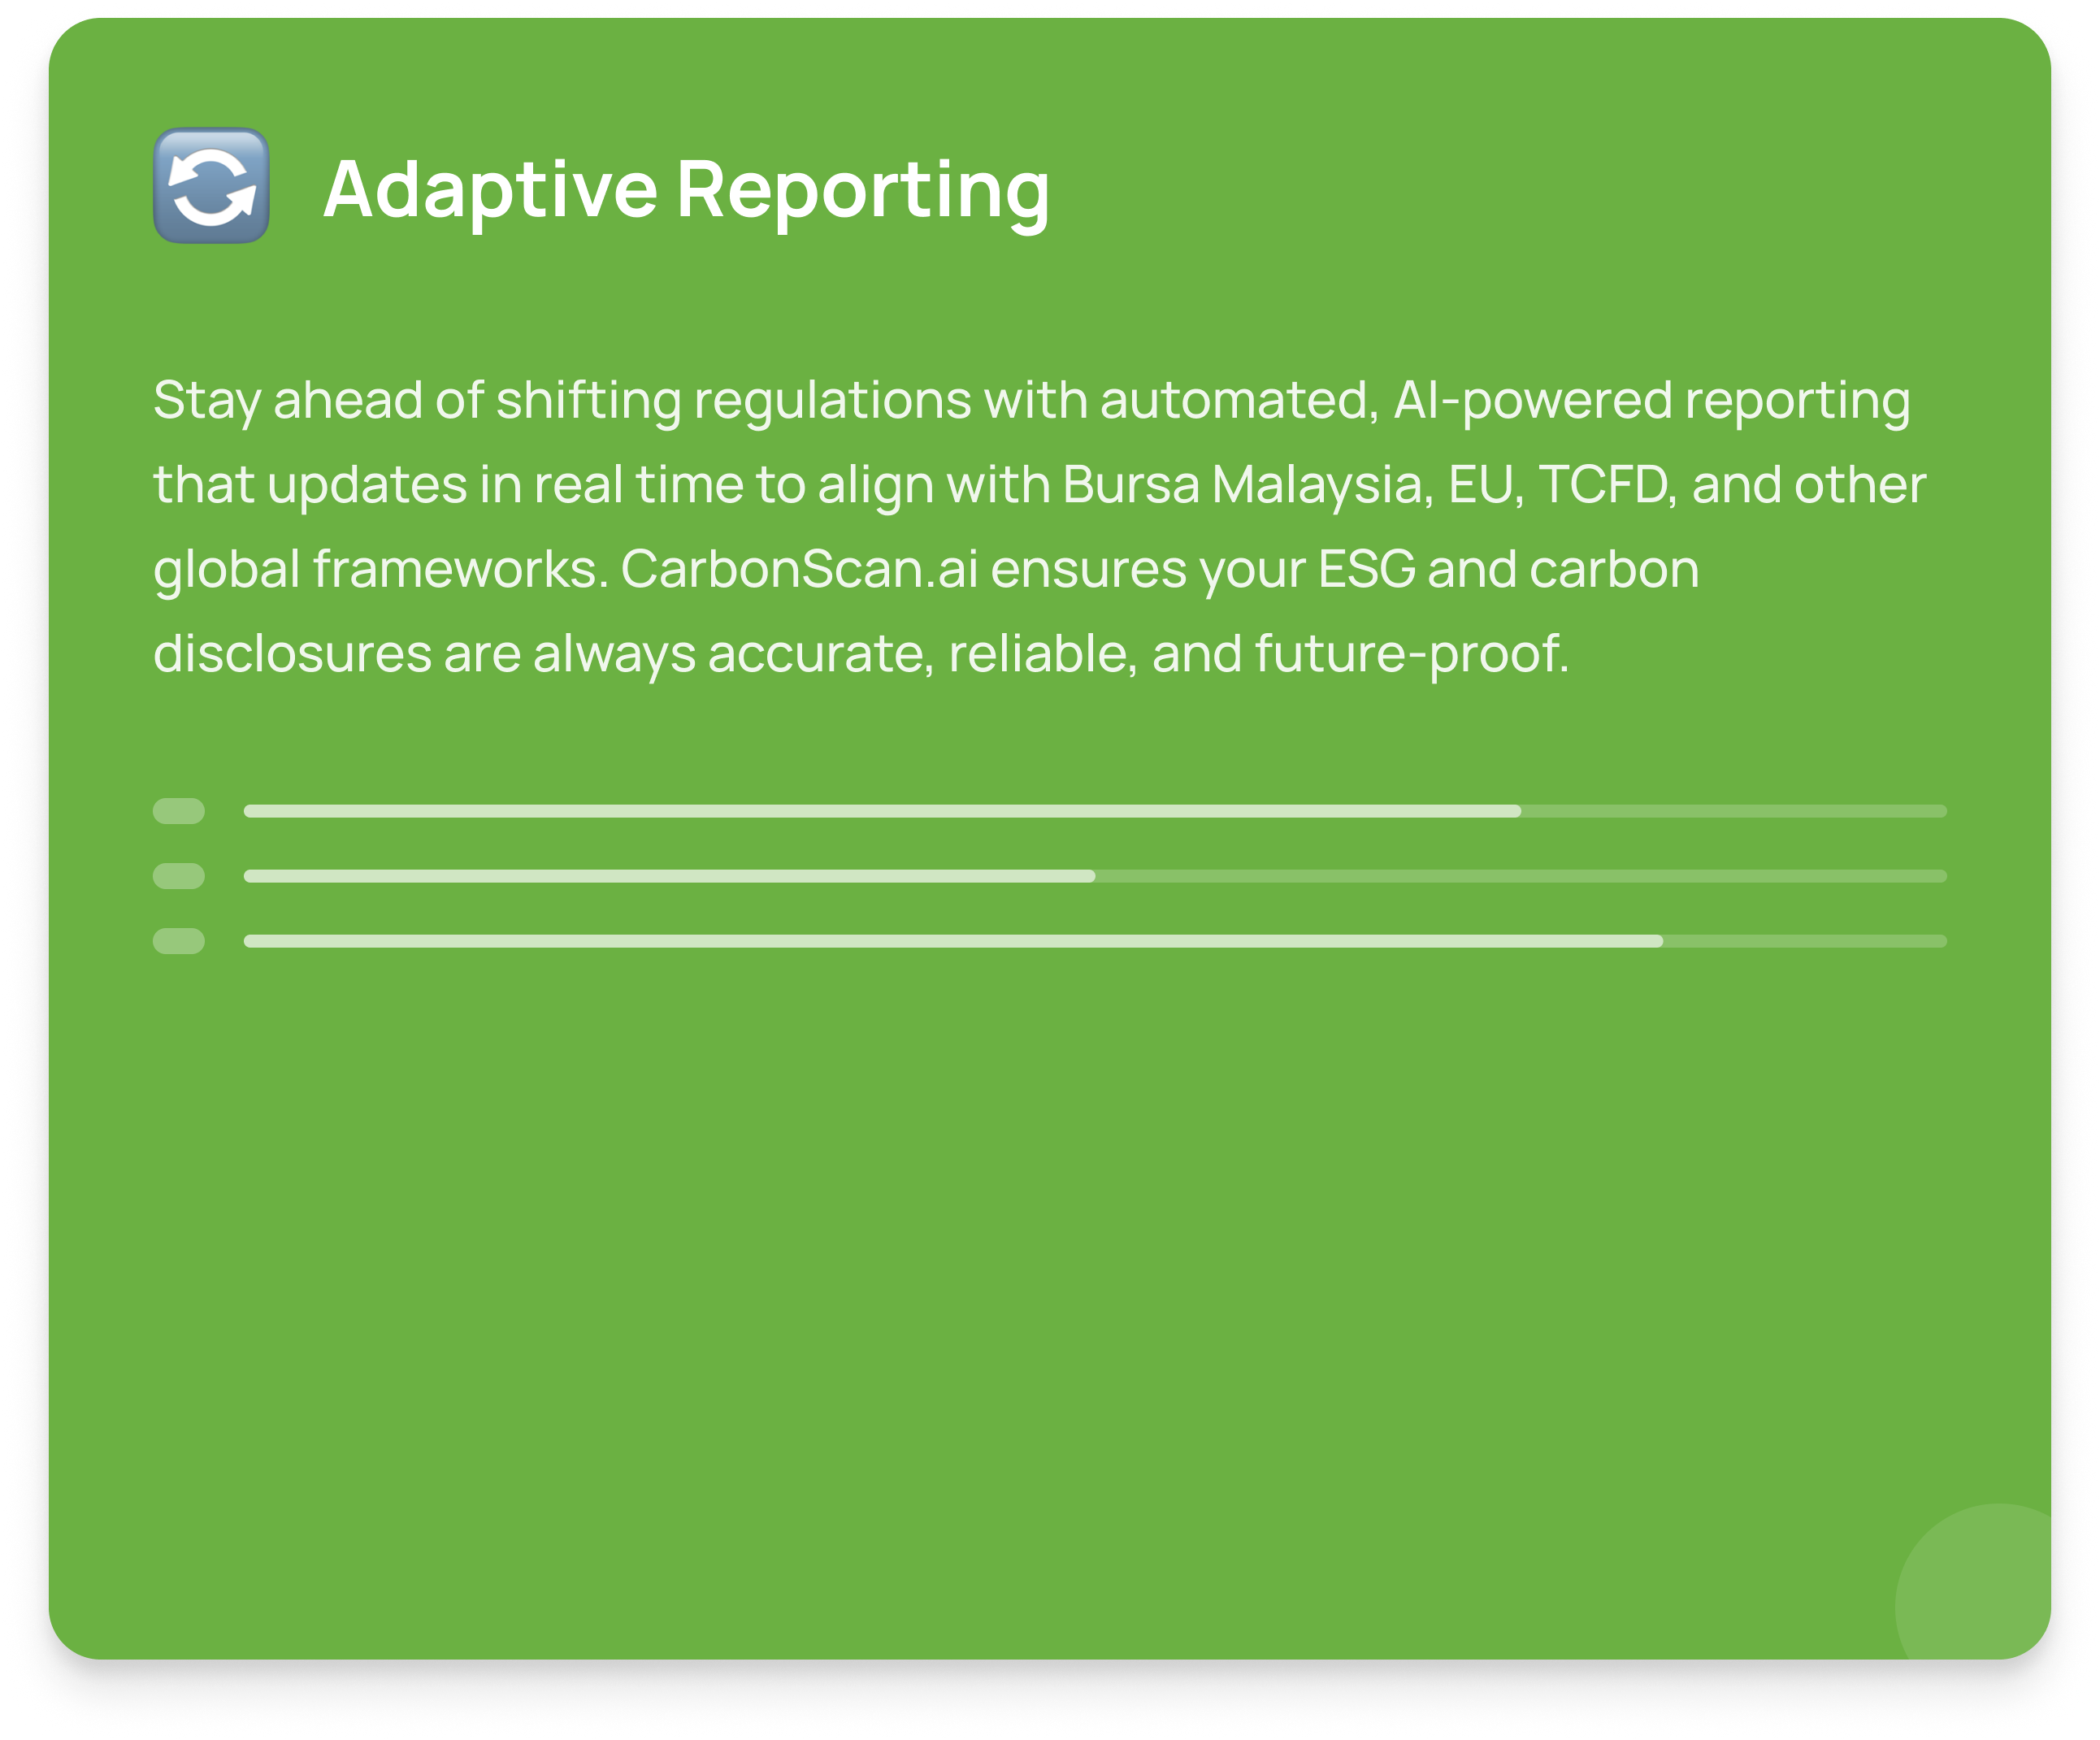 Adaptive Reporting
Stay ahead of shifting regulations with automated, AI-powered reporting
that updates in real time to align with Bursa Malaysia, EU, TCFD, and other
global frameworks. CarbonScan.ai ensures your ESG and carbon
disclosures are always accurate, reliable, and future-proof.